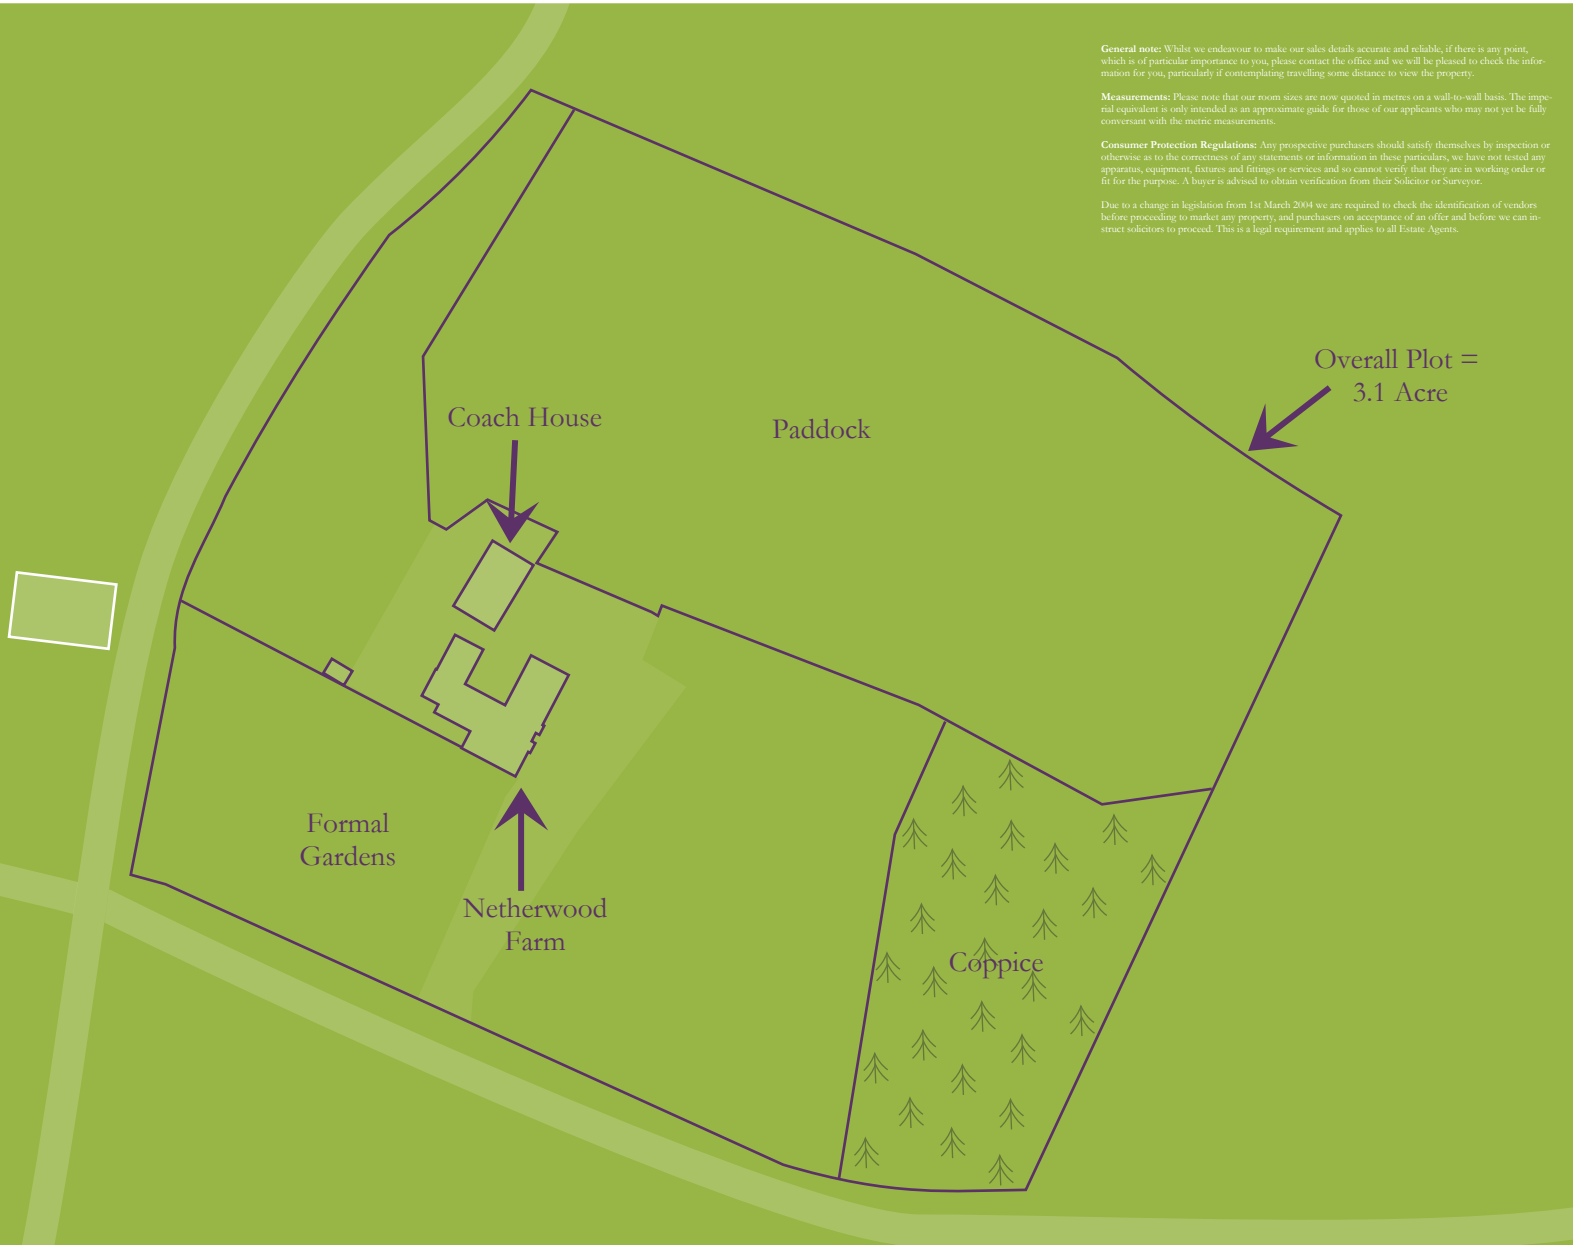 General note: Whilst we endeavour to make our sales details accurate and reliable, if there is any point,
which is of particular importance to you, please contact the office and we will be pleased to check the infor-
mation for you, particularly if contemplating travelling some distance to view the property.
Measurements: Please note that our room sizes are now quoted in metres on a wall-to-wall basis. The impe-
rial equivalent is only intended as an approximate guide for those of our applicants who may not yet be fully
conversant with the metric measurements.
Consumer Protection Regulations: Any prospective purchasers should satisfy themselves by inspection or
otherwise as to the correctness of any statements or information in these particulars, we have not tested any
apparatus, equipment, fixtures and fittings or services and so cannot verify that they are in working order or
fit for the purpose. A buyer is advised to obtain verification from their Solicitor or Surveyor.
Due to a change in legislation from 1st March 2004 we are required to check the identification of vendors
before proceeding to market any property, and purchasers on acceptance of an offer and before we can in-
struct solicitors to proceed. This is a legal requirement and applies to all Estate Agents.
Overall Plot =
3.1 Acre
Coach House
Paddock
Formal
Gardens
Netherwood
Farm
Coppice